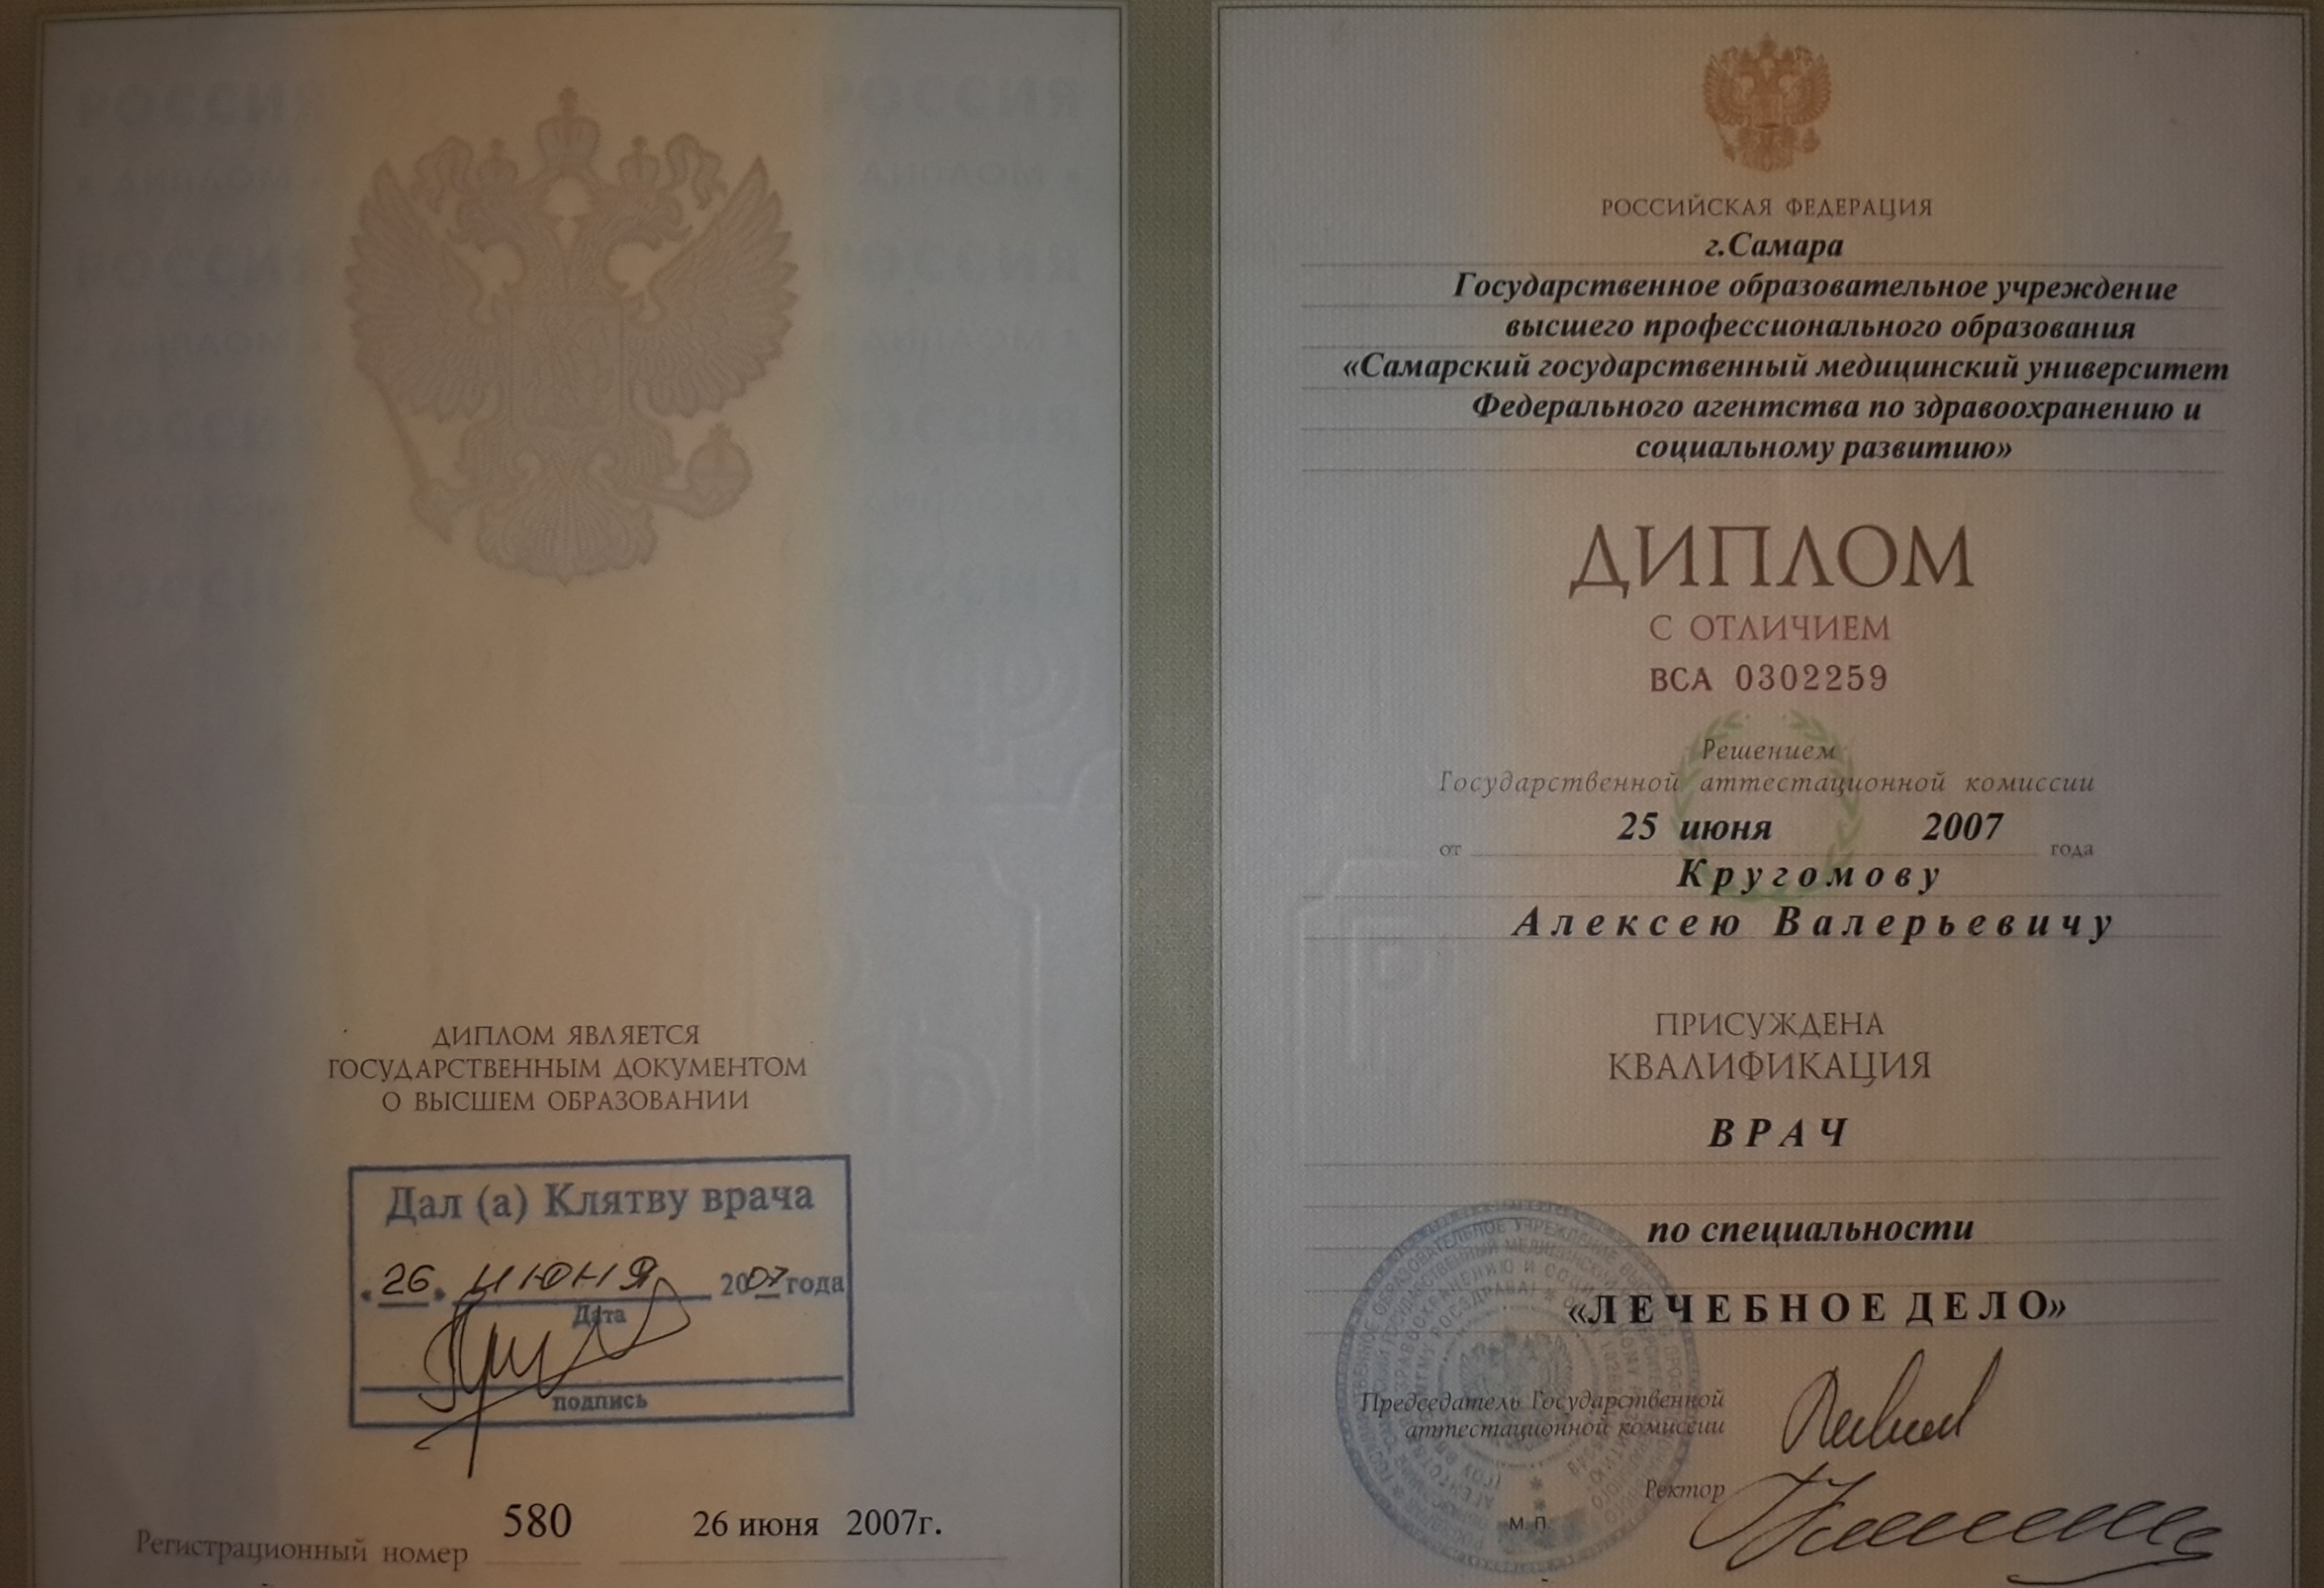 ДИПЛОМ ЯВЛЯЕТСЯ
ГОСУДАРСТВЕННЫМ ДОКУМЕНТОМ
О ВЫСШЕМ ОБРАЗОВАНИИ
Дал (а) Клятву врача
26. июня 2007 года
Дата
подпись
Регистрационный номер 580 26 июня 2007г.
РОССИЙСКАЯ ФЕДЕРАЦИЯ
г.Самара
Государственное образовательное учреждение
высшего профессионального образования
«Самарский государственный медицинский университет
Федерального агентства по здравоохранению и
социальному развитию»
ДИПЛОМ
С ОТЛИЧИЕМ
ВСА 0302259
Решением
Государственной аттестационной комиссии
от 25 июня 2007 года
Кругомову
Алексею Валерьевичу
ПРИСУЖДЕНА
КВАЛИФИКАЦИЯ
ВРАЧ
по специальности
«ЛЕЧЕБНОЕ ДЕЛО»
Председатель Государственной
аттестационной комиссии
Ректор
М.П.